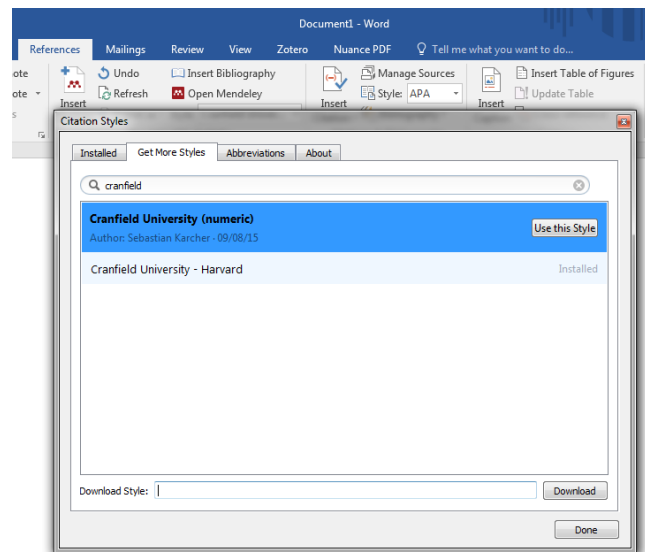 Document1 - Word
References Mailings Review View Zotero Nuance PDF Tell me what you want to do...
ote Undo Insert Bibliography Manage Sources Insert Table of Figures
ote Refresh Open Mendeley Style: APA Update Table
s Insert Insert Insert
Citation Styles
Installed Get More Styles Abbreviations About
cranfield
Cranfield University (numeric)
Use this Style
Author: Sebastian Karcher - 09/08/15
Cranfield University - Harvard Installed
Download Style: Download
Done